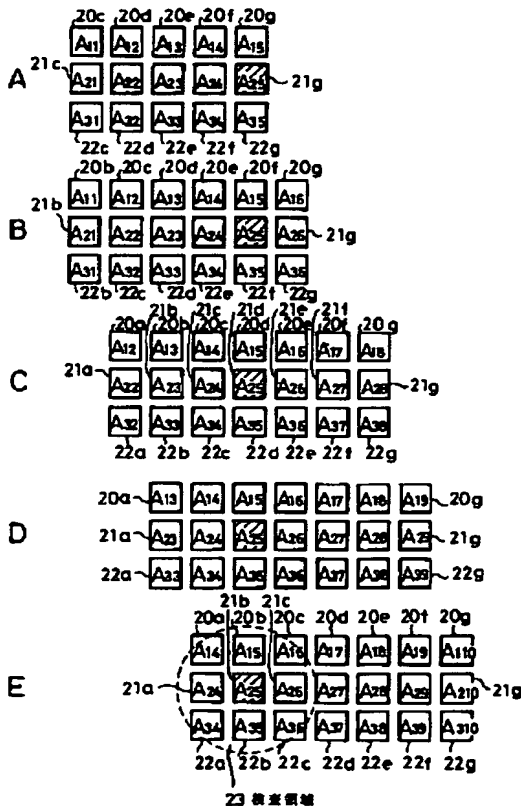 20c 20d 20e 20f 20g
A11 A12 A13 A14 A15
A 21c A21 A22 A23 A24 A25 21g
A31 A32 A33 A34 A35
22c 22d 22e 22f 22g
20b 20c 20d 20e 20f 20g
A11 A12 A13 A14 A15 A16
21b
B A21 A22 A23 A24 A25 A26 21g
A31 A32 A33 A34 A35 A36
22b 22c 22d 22e 22f 22g
21b 21c 21d 21e 21f
20a 20b 20c 20d 20e 20f 20g
A12 A13 A14 A15 A16 A17 A18
C 21a A22 A23 A24 A25 A26 A27 A28 21g
A32 A33 A34 A35 A36 A37 A38
22a 22b 22c 22d 22e 22f 22g
20a A13 A14 A15 A16 A17 A18 A19 20g
D 21a A23 A24 A25 A26 A27 A28 A29 21g
22a A33 A34 A35 A36 A37 A38 A39 22g
21b 21c
20a 20b 20c 20d 20e 20f 20g
A14 A15 A16 A17 A18 A19 A110
E 21a A24 A25 A26 A27 A28 A29 A210 21g
A34 A35 A36 A37 A38 A39 A310
22a 22b 22c 22d 22e 22f 22g
23 検査領域